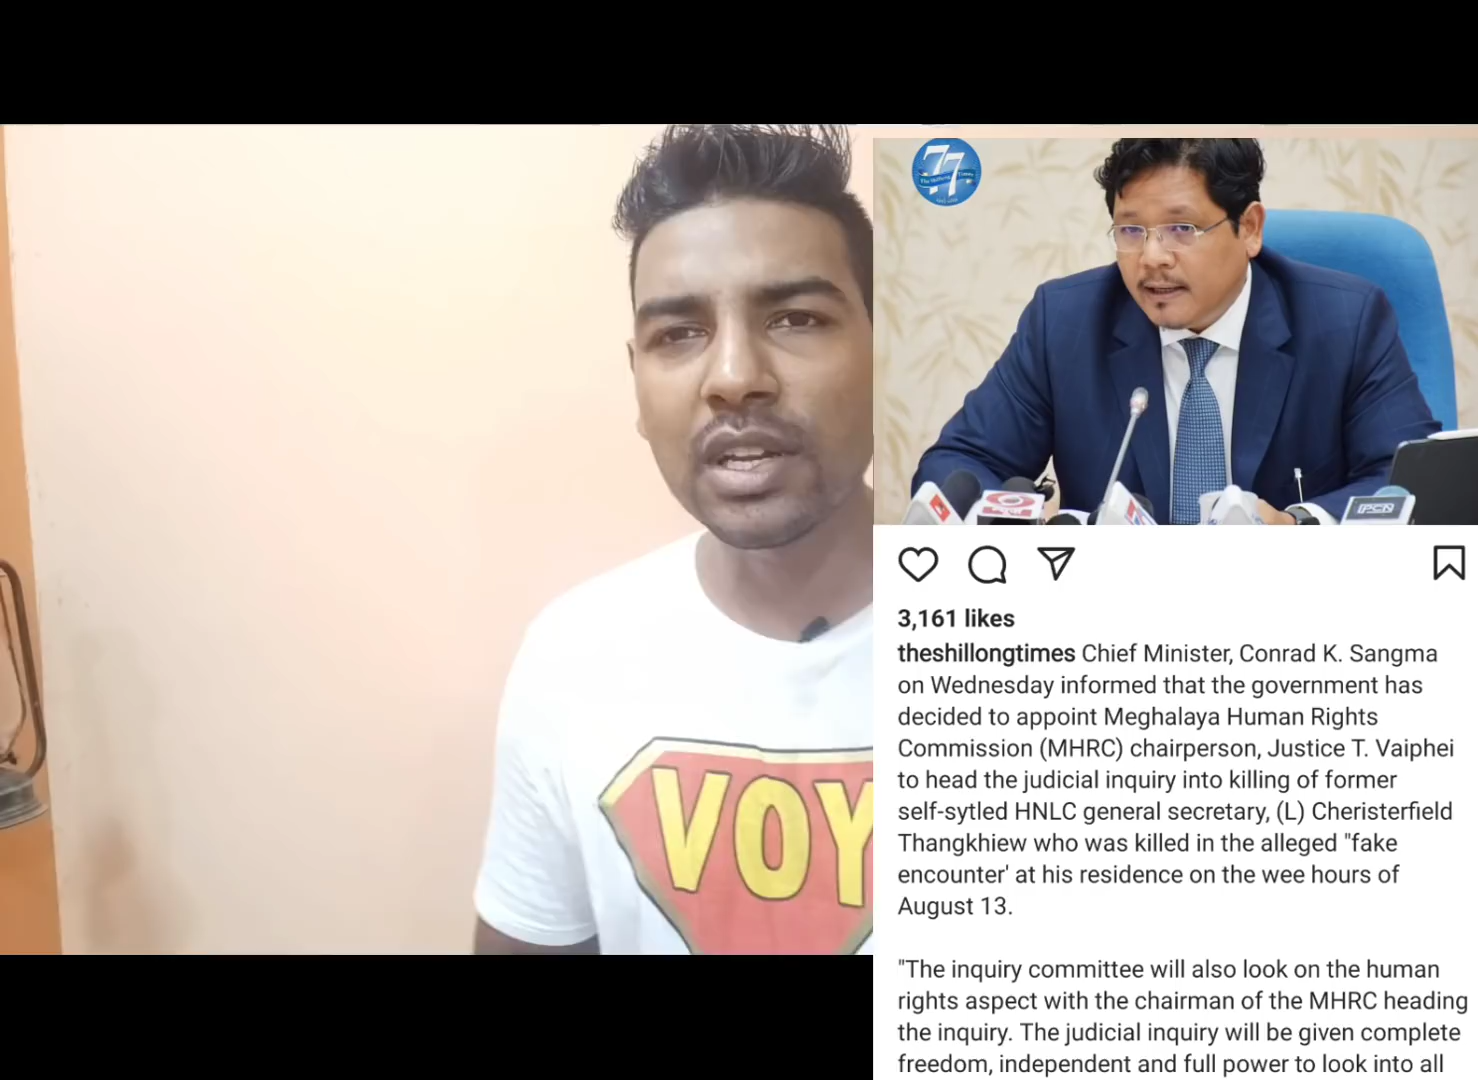 77
The Shillong Times
VOY
PCN
3,161 likes
theshillongtimes Chief Minister, Conrad K. Sangma
on Wednesday informed that the government has
decided to appoint Meghalaya Human Rights
Commission (MHRC) chairperson, Justice T. Vaiphei
to head the judicial inquiry into killing of former
self-sytled HNLC general secretary, (L) Cheristerfield
Thangkhiew who was killed in the alleged "fake
encounter' at his residence on the wee hours of
August 13.
"The inquiry committee will also look on the human
rights aspect with the chairman of the MHRC heading
the inquiry. The judicial inquiry will be given complete
freedom, independent and full power to look into all